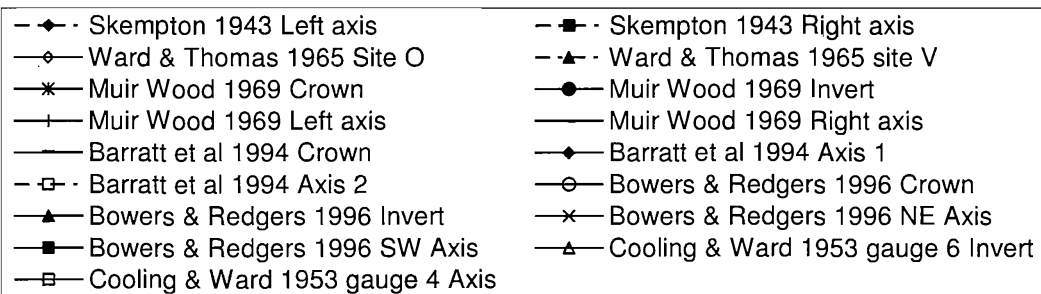 Skempton 1943 Left axis Skempton 1943 Right axis
Ward & Thomas 1965 Site O Ward & Thomas 1965 site V
Muir Wood 1969 Crown Muir Wood 1969 Invert
Muir Wood 1969 Left axis Muir Wood 1969 Right axis
Barratt et al 1994 Crown Barratt et al 1994 Axis 1
Barratt et al 1994 Axis 2 Bowers & Redgers 1996 Crown
Bowers & Redgers 1996 Invert Bowers & Redgers 1996 NE Axis
Bowers & Redgers 1996 SW Axis Cooling & Ward 1953 gauge 6 Invert
Cooling & Ward 1953 gauge 4 Axis